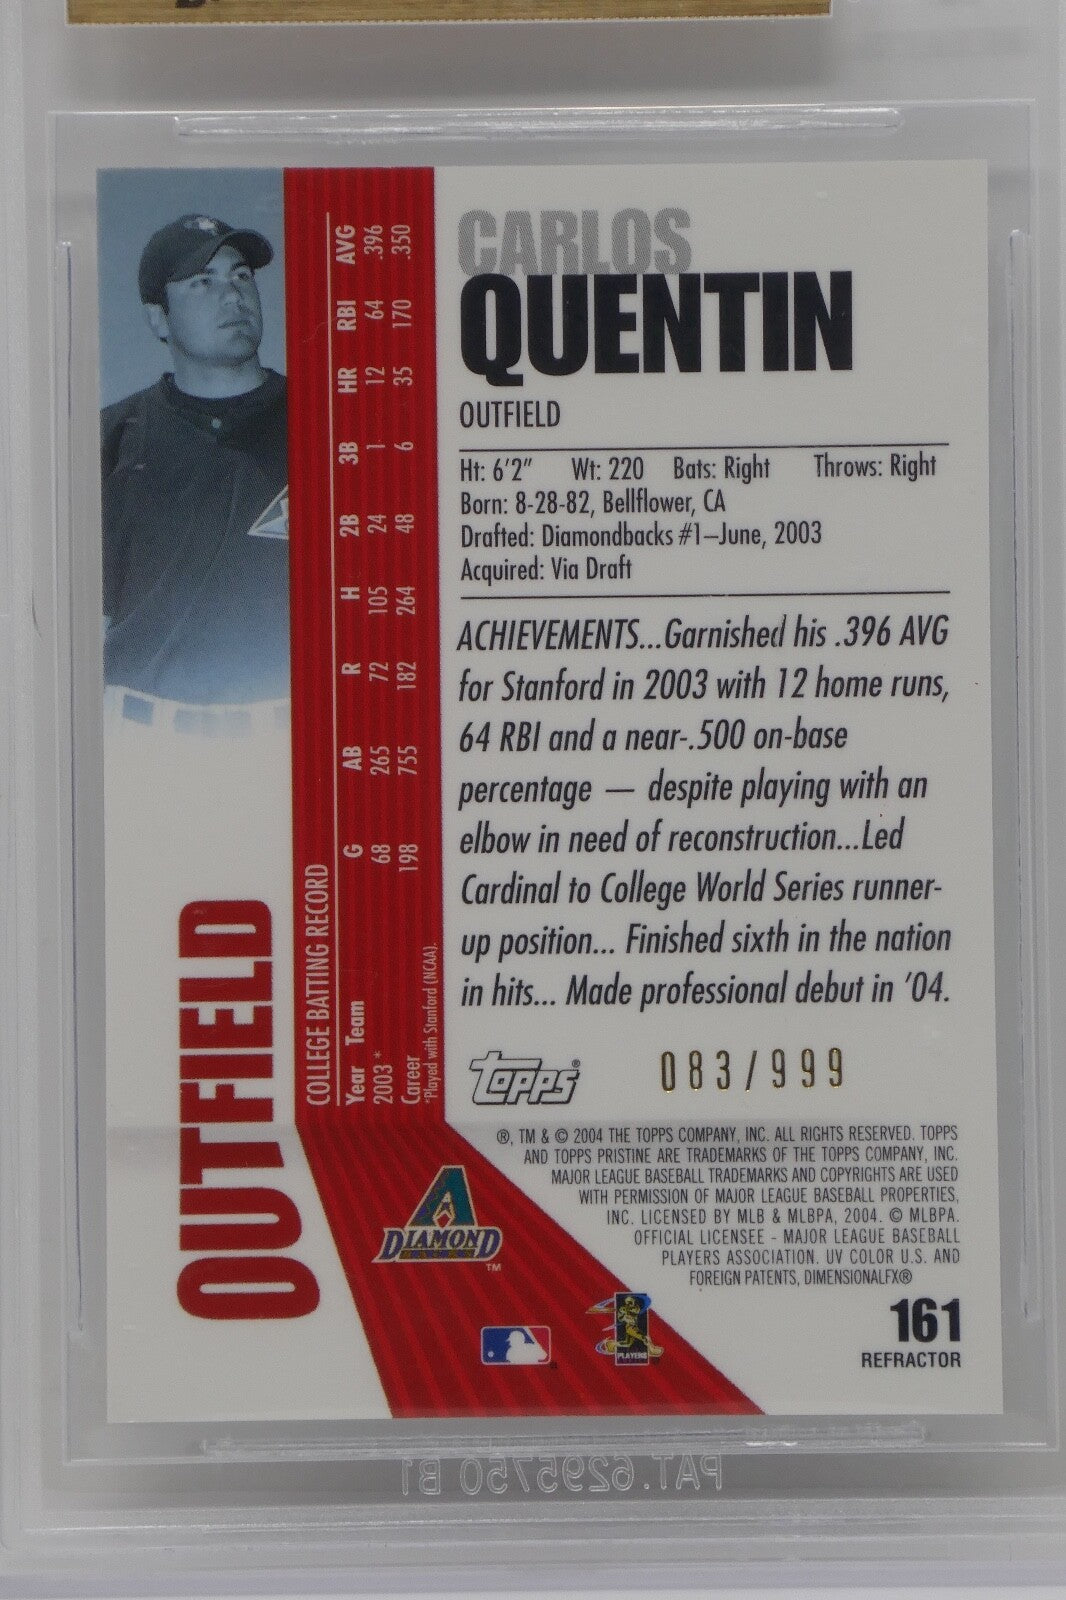 CARLOS
QUENTIN
OUTFIELD
Ht: 6'2" Wt: 220 Bats: Right Throws: Right
Born: 8-28-82, Bellflower, CA
Drafted: Diamondbacks #1–June, 2003
Acquired: Via Draft
ACHIEVEMENTS...Garnished his .396 AVG
for Stanford in 2003 with 12 home runs,
64 RBI and a near-.500 on-base
percentage — despite playing with an
elbow in need of reconstruction...Led
Cardinal to College World Series runner-
up position... Finished sixth in the nation
in hits... Made professional debut in '04.
topps®
083/999
®, TM & © 2004 THE TOPPS COMPANY, INC. ALL RIGHTS RESERVED. TOPPS
AND TOPPS PRISTINE ARE TRADEMARKS OF THE TOPPS COMPANY, INC.
MAJOR LEAGUE BASEBALL TRADEMARKS AND COPYRIGHTS ARE USED
WITH PERMISSION OF MAJOR LEAGUE BASEBALL PROPERTIES,
INC. LICENSED BY MLB & MLBPA, 2004. © MLBPA.
OFFICIAL LICENSEE - MAJOR LEAGUE BASEBALL
PLAYERS ASSOCIATION. UV COLOR U.S. AND
FOREIGN PATENTS, DIMENSIONALFX®
161
REFRACTOR
OUTFIELD
COLLEGE BATTING RECORD
Year Team G AB R H 2B 3B HR RBI AVG
2003 * 68 265 72 105 24 1 12 64 .396
Career 198 755 182 264 48 6 35 170 .350
*Played with Stanford (NCAA).
A
DIAMOND
BACKS
TM
PLAYERS
PAT.6295750 B1